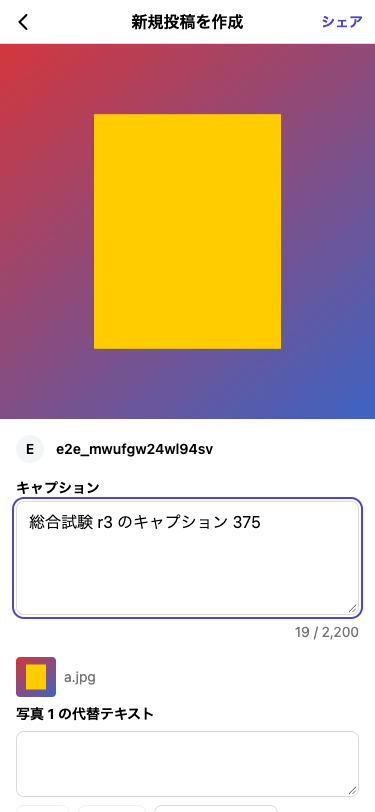 新規投稿を作成
シェア
E
e2e_mwufgw24wl94sv
キャプション
総合試験 r3 のキャプション 375
19 / 2,200
a.jpg
写真 1 の代替テキスト